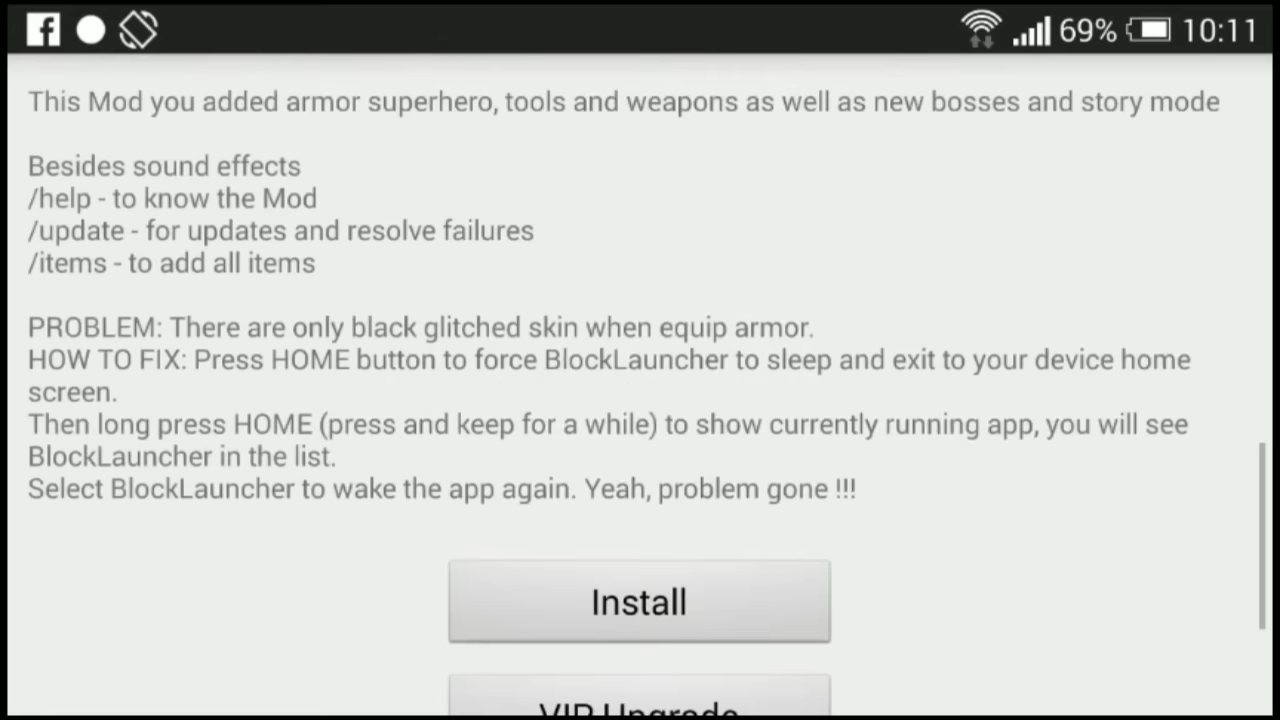 69% 10:11
This Mod you added armor superhero, tools and weapons as well as new bosses and story mode
Besides sound effects
/help - to know the Mod
/update - for updates and resolve failures
/items - to add all items
PROBLEM: There are only black glitched skin when equip armor.
HOW TO FIX: Press HOME button to force BlockLauncher to sleep and exit to your device home
screen.
Then long press HOME (press and keep for a while) to show currently running app, you will see
BlockLauncher in the list.
Select BlockLauncher to wake the app again. Yeah, problem gone !!!
Install
VIP Upgrade